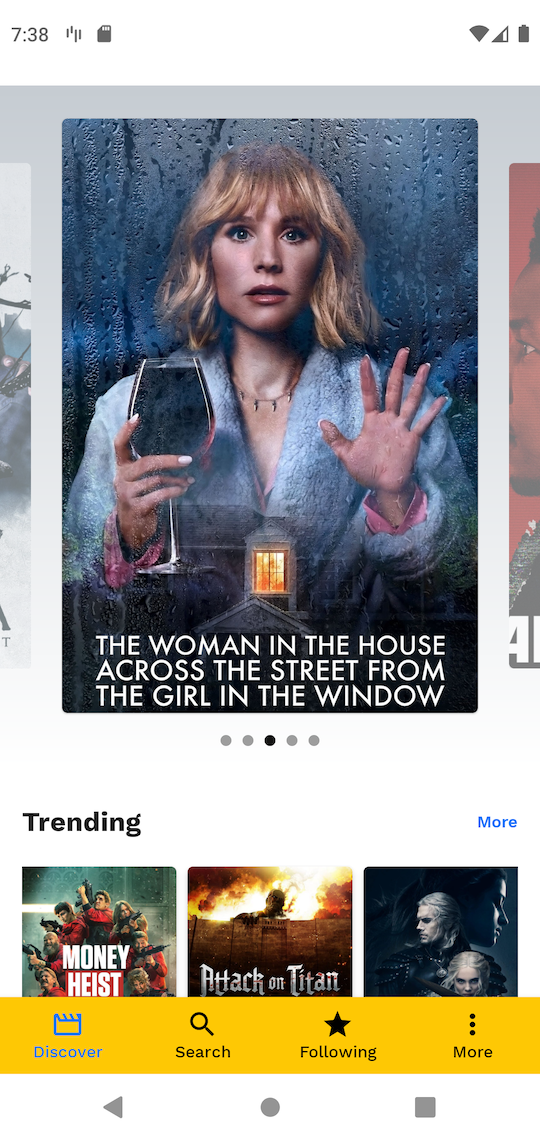 7:38
THE WOMAN IN THE HOUSE
ACROSS THE STREET FROM
THE GIRL IN THE WINDOW
Trending
More
MONEY
HEIST
Attack on Titan
Discover
Search
Following
More